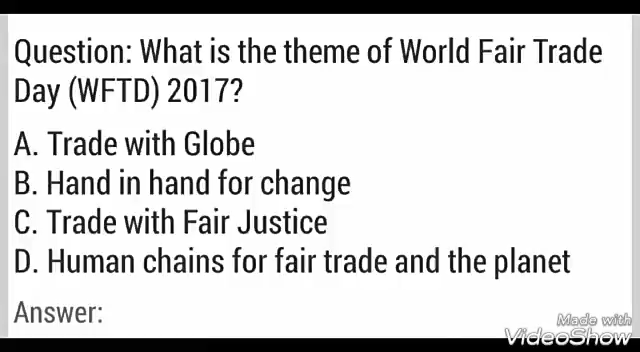 Question: What is the theme of World Fair Trade
Day (WFTD) 2017?
A. Trade with Globe
B. Hand in hand for change
C. Trade with Fair Justice
D. Human chains for fair trade and the planet
Answer:
Made with
VideoShow